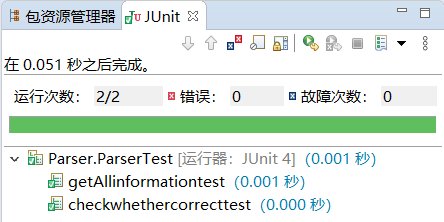 包资源管理器 JUnit
在 0.051 秒之后完成。
运行次数： 2/2 错误： 0 故障次数： 0
Parser.ParserTest [运行器：JUnit 4] (0.001 秒)
getAllinformationtest (0.001 秒)
checkwhethercorrecttest (0.000 秒)